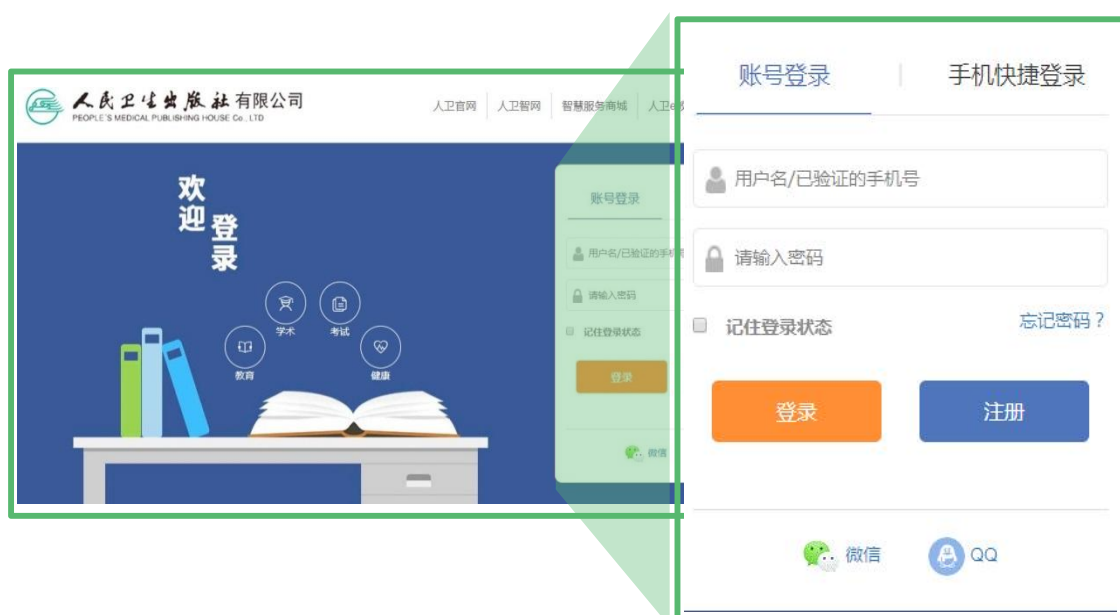 人民卫生出版社有限公司
PEOPLE'S MEDICAL PUBLISHING HOUSE Co., LTD
人卫官网 人卫智网 智慧服务商城
欢迎
登录
学术
考试
教育
健康
账号登录
用户名/已验证的手机
请输入密码
记住登录状态
登录
微信
账号登录 手机快捷登录
用户名/已验证的手机号
请输入密码
记住登录状态 忘记密码？
登录 注册
微信 QQ